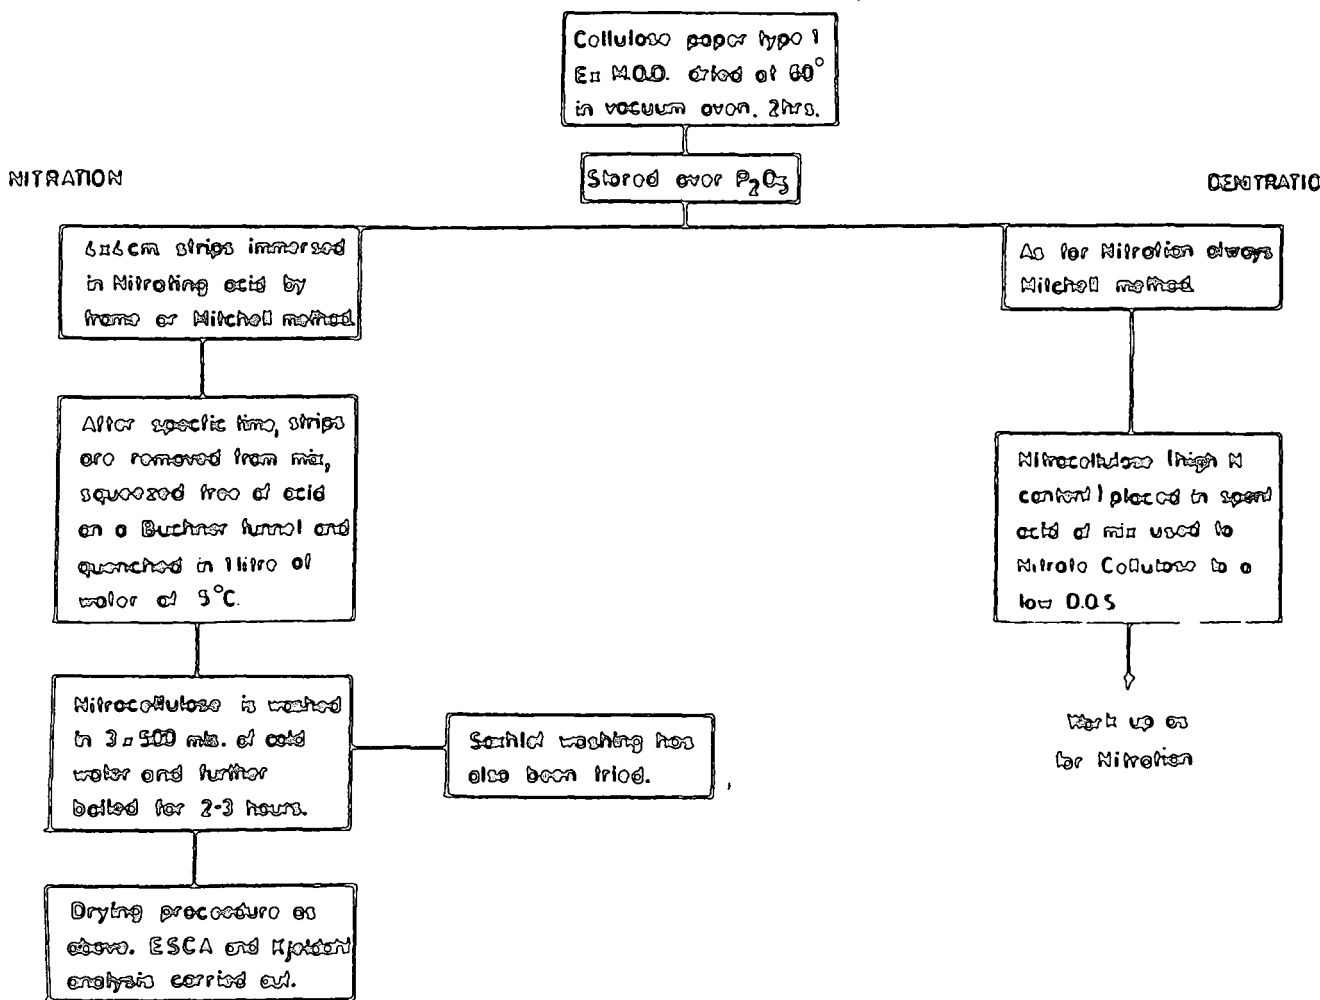 Cellulose paper type 1
Ex M.O.D. dried at 60°
in vacuum oven. 2hrs.
Stored over P2O5
NITRATION
DENITRATIO
4x4cm strips immersed
in Nitrating acid by
frame or Mitchell method
As for Nitration always
Mitchell method.
After specific time, strips
are removed from mix,
squeezed free of acid
on a Buchner funnel and
quenched in 1 litre of
water at 5°C.
Nitrocellulose (high N
content) placed in spent
acid of mix used to
Nitrate Cellulose to a
low D.O.S
Nitrocellulose is washed
in 3x500 mls. of cold
water and further
boiled for 2-3 hours.
Soxhlet washing has
also been tried.
Work up as
for Nitration
Drying proceedure as
above. ESCA and Kjeldahl
analysis carried out.